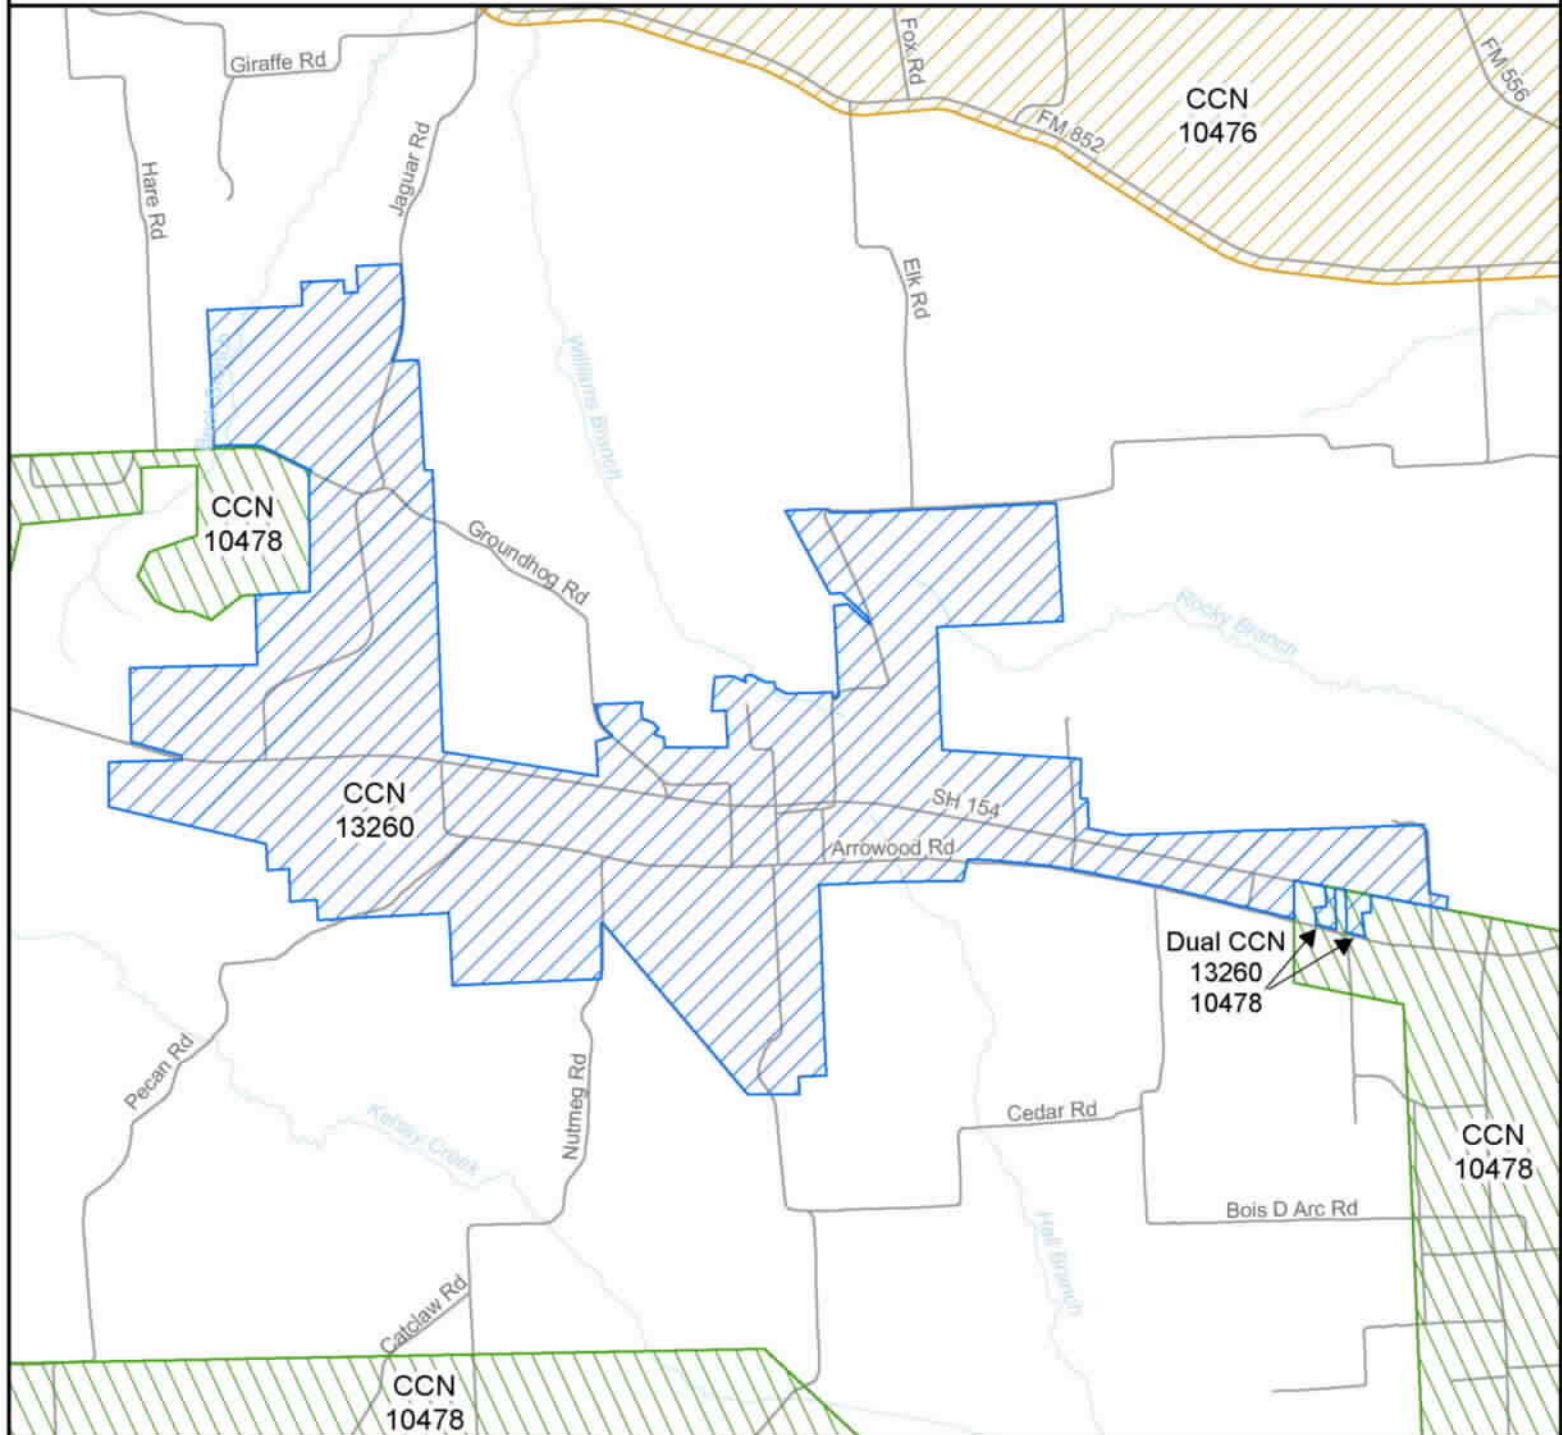 Giraffe Rd
Fox Rd
FM 556
CCN
10476
FM 852
Jaguar Rd
Hare Rd
Elk Rd
Williams Branch
CCN
10478
Groundhog Rd
Rocky Branch
CCN
13260
SH 154
Arrowood Rd
Dual CCN
13260
10478
Pecan Rd
Nutmeg Rd
Kelsey Creek
Cedar Rd
CCN
10478
Bois D Arc Rd
Hall Branch
Catclaw Rd
CCN
10478